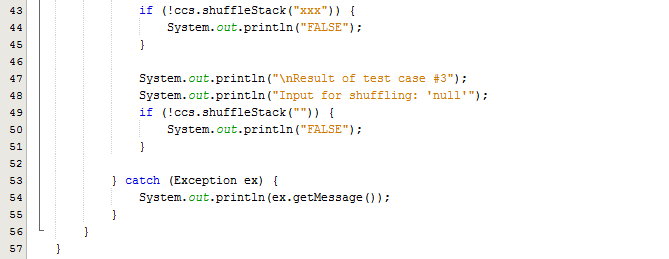 43 if (!ccs.shuffleStack("xxx")) {
44 System.out.println("FALSE");
45 }
46
47 System.out.println("\nResult of test case #3");
48 System.out.println("Input for shuffling: 'null'");
49 if (!ccs.shuffleStack("")) {
50 System.out.println("FALSE");
51 }
52
53 } catch (Exception ex) {
54 System.out.println(ex.getMessage());
55 }
56 }
57 }